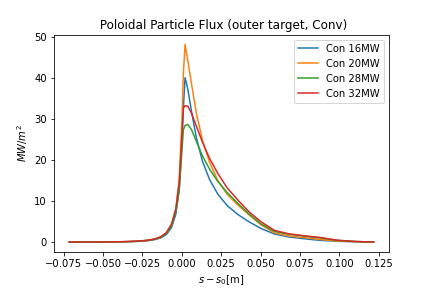 Poloidal Particle Flux (outer target, Conv)
50
40
30
20
10
0
MW/m²
Con 16MW
Con 20MW
Con 28MW
Con 32MW
−0.075 −0.050 −0.025 0.000 0.025 0.050 0.075 0.100 0.125
s − s₀[m]